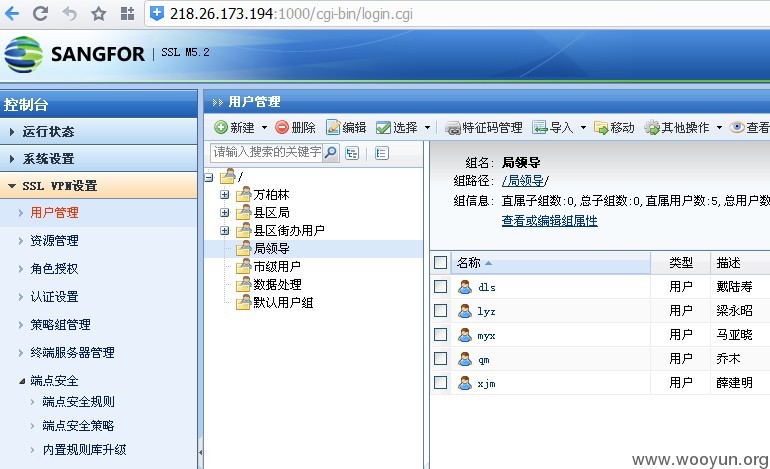 218.26.173.194:1000/cgi-bin/login.cgi
SANGFOR | SSL M5.2
控制台
运行状态
系统设置
SSL VPN设置
用户管理
资源管理
角色授权
认证设置
策略组管理
终端服务器管理
端点安全
端点安全规则
端点安全策略
内置规则库升级
用户管理
新建 删除 编辑 选择 特征码管理 导入 移动 其他操作 查看
请输入搜索的关键字
/
万柏林
县区局
县区街办用户
局领导
市级用户
数据处理
默认用户组
组名: 局领导
组路径: /局领导/
组信息: 直属子组数:0, 总子组数:0, 直属用户数:5, 总用户数
查看或编辑组属性
名称 类型 描述
dls 用户 戴陆寿
lyz 用户 梁永昭
myx 用户 马亚晓
qm 用户 乔木
xjm 用户 薛建明
www.wooyun.org